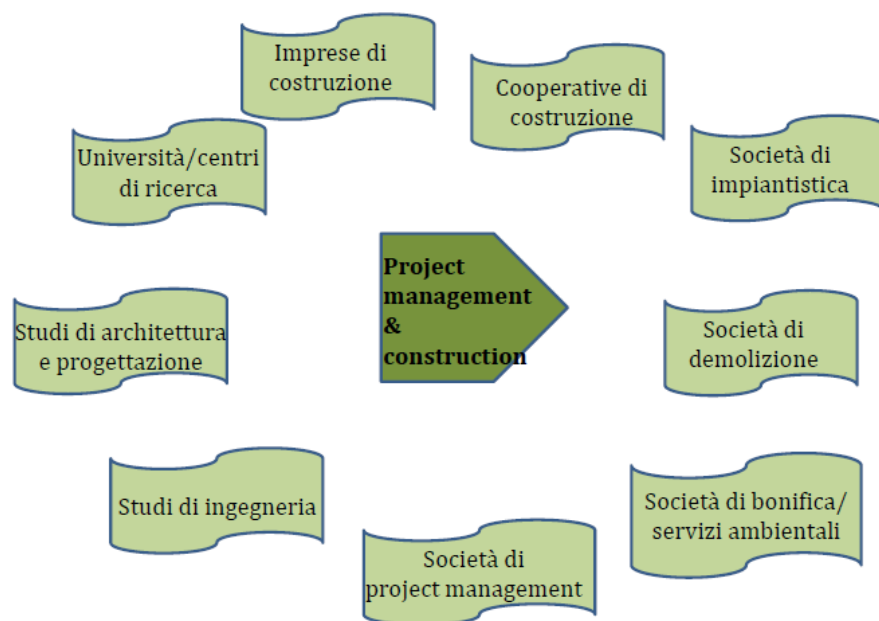 Imprese di
costruzione
Cooperative di
costruzione
Università/centri
di ricerca
Società di
impiantistica
Project
management
&
construction
Studi di architettura
e progettazione
Società di
demolizione
Studi di ingegneria
Società di bonifica/
servizi ambientali
Società di
project management